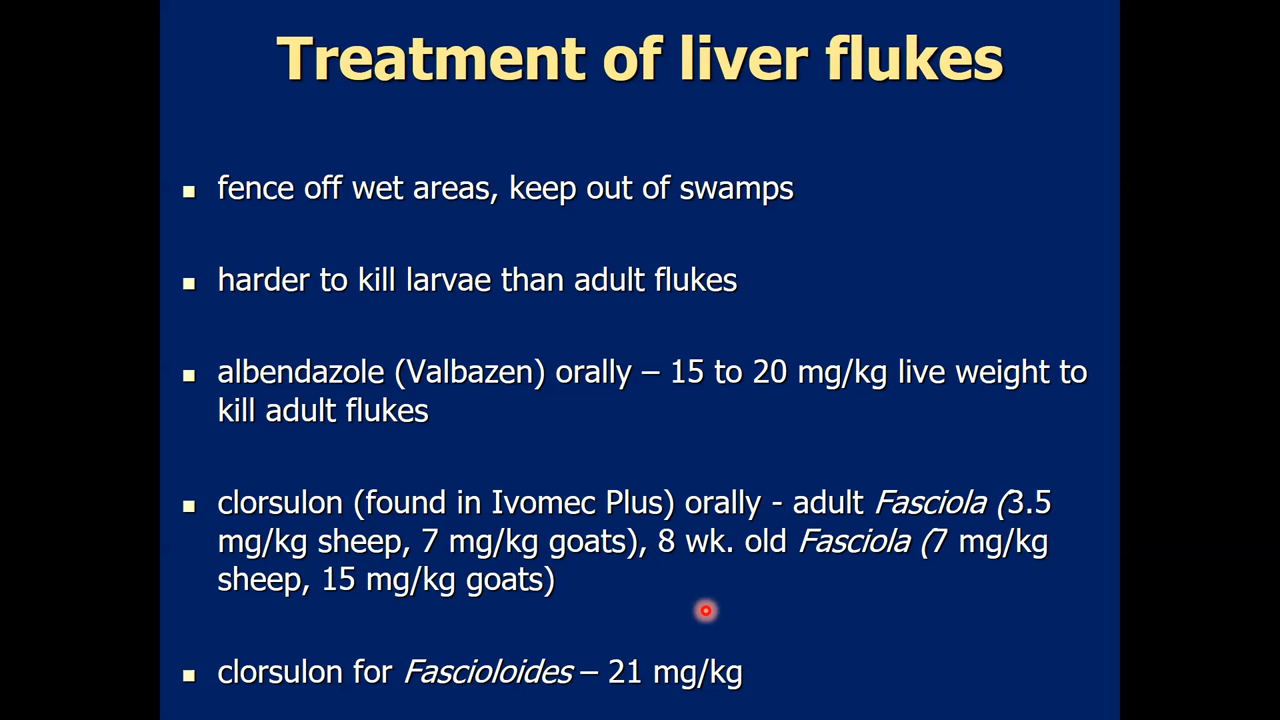 Treatment of liver flukes
fence off wet areas, keep out of swamps
harder to kill larvae than adult flukes
albendazole (Valbazen) orally – 15 to 20 mg/kg live weight to
kill adult flukes
clorsulon (found in Ivomec Plus) orally - adult Fasciola (3.5
mg/kg sheep, 7 mg/kg goats), 8 wk. old Fasciola (7 mg/kg
sheep, 15 mg/kg goats)
clorsulon for Fascioloides – 21 mg/kg